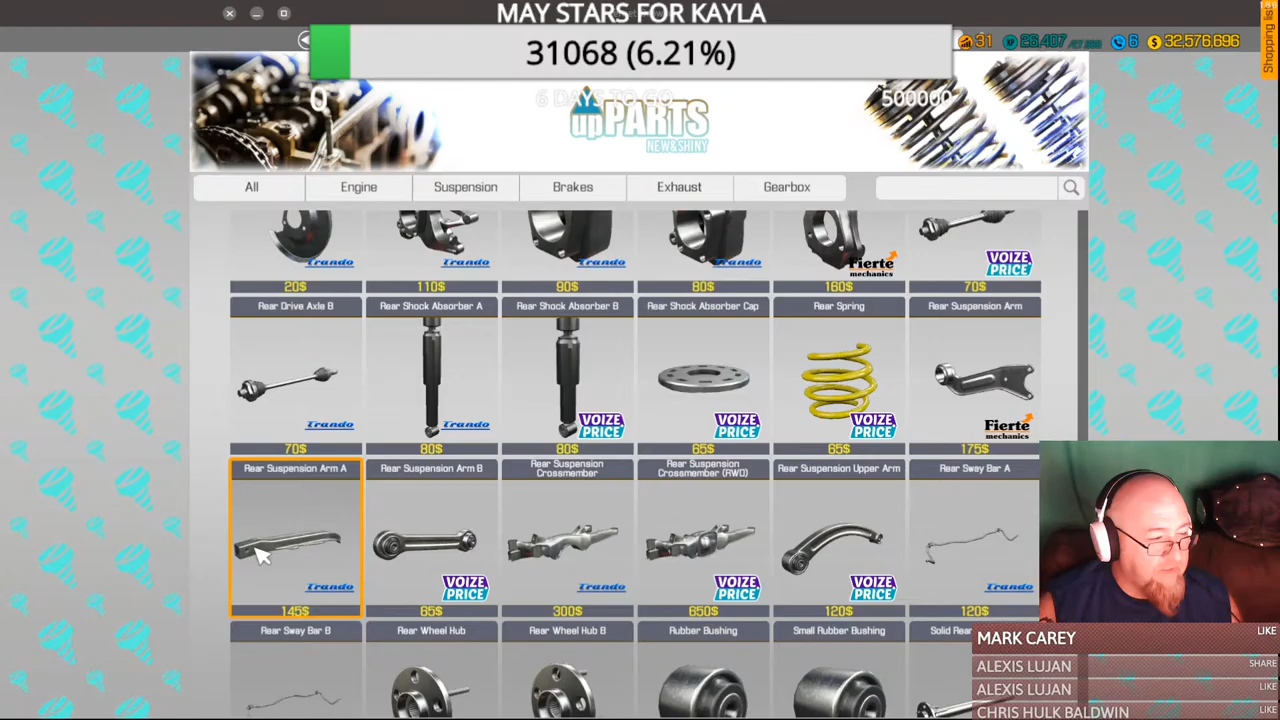 MAY STARS FOR KAYLA
31068 (6.21%)
0
6 DAYS TO GO
500000
31
6
32,576,696
Shopping list
upPARTS
NEW&SHINY
All
Engine
Suspension
Brakes
Exhaust
Gearbox
Trando
Trando
Trando
Trando
Fierte mechanics
VOIZE PRICE
20$
110$
90$
80$
160$
70$
Rear Drive Axle B
Rear Shock Absorber A
Rear Shock Absorber B
Rear Shock Absorber Cap
Rear Spring
Rear Suspension Arm
Trando
Trando
VOIZE PRICE
VOIZE PRICE
VOIZE PRICE
Fierte mechanics
70$
80$
80$
65$
65$
175$
Rear Suspension Arm A
Rear Suspension Arm B
Rear Suspension Crossmember
Rear Suspension Crossmember (RWD)
Rear Suspension Upper Arm
Rear Sway Bar A
Trando
VOIZE PRICE
Trando
VOIZE PRICE
VOIZE PRICE
Trando
145$
65$
300$
650$
120$
120$
Rear Sway Bar B
Rear Wheel Hub
Rear Wheel Hub B
Rubber Bushing
Small Rubber Bushing
Solid Rear
MARK CAREY
LIKE
ALEXIS LUJAN
SHARE
ALEXIS LUJAN
LIKE
CHRIS HULK BALDWIN
LIKE